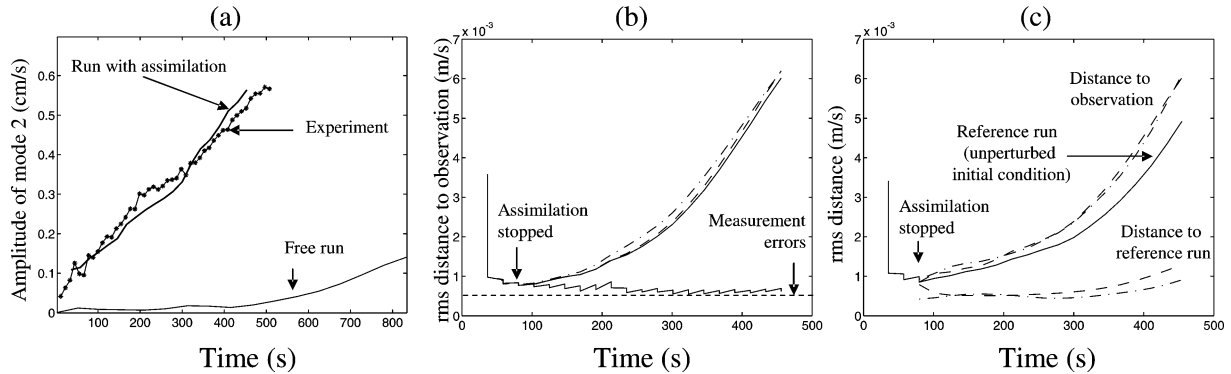 (a)
Amplitude of mode 2 (cm/s)
0.6
0.5
0.4
0.3
0.2
0.1
0
Run with assimilation
Experiment
Free run
100 200 300 400 500 600 700 800
Time (s)
(b)
x 10⁻³
rms distance to observation (m/s)
7
6
5
4
3
2
1
0
Assimilation
stopped
Measurement
errors
0 100 200 300 400 500
Time (s)
(c)
x 10⁻³
rms distance (m/s)
7
6
5
4
3
2
1
0
Distance to
observation
Reference run
(unperturbed
initial condition)
Assimilation
stopped
Distance to
reference run
0 100 200 300 400 500
Time (s)